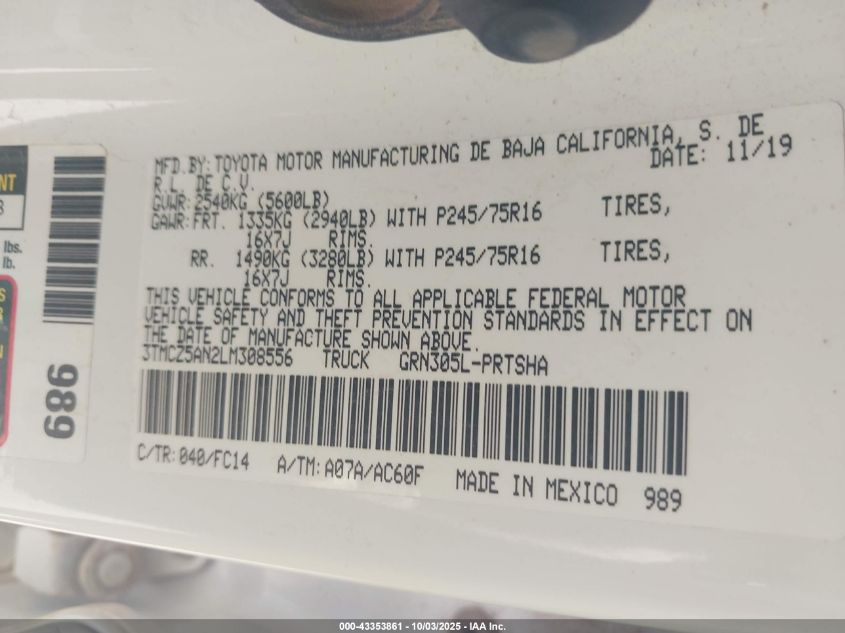 MFD.BY:TOYOTA MOTOR MANUFACTURING DE BAJA CALIFORNIA, S. DE
R.L. DE C.V. DATE: 11/19
GVWR:2540KG (5600LB)
GAWR:FRT. 1335KG (2940LB) WITH P245/75R16 TIRES,
16X7J RIMS.
RR. 1490KG (3280LB) WITH P245/75R16 TIRES,
16X7J RIMS.
THIS VEHICLE CONFORMS TO ALL APPLICABLE FEDERAL MOTOR
VEHICLE SAFETY AND THEFT PREVENTION STANDARDS IN EFFECT ON
THE DATE OF MANUFACTURE SHOWN ABOVE.
3TMCZ5AN2LM308556 TRUCK GRN305L-PRTSHA
C/TR:040/FC14 A/TM:A07A/AC60F MADE IN MEXICO 989
lbs.
lb.
989
000-43353861 - 10/03/2025 - IAA Inc.